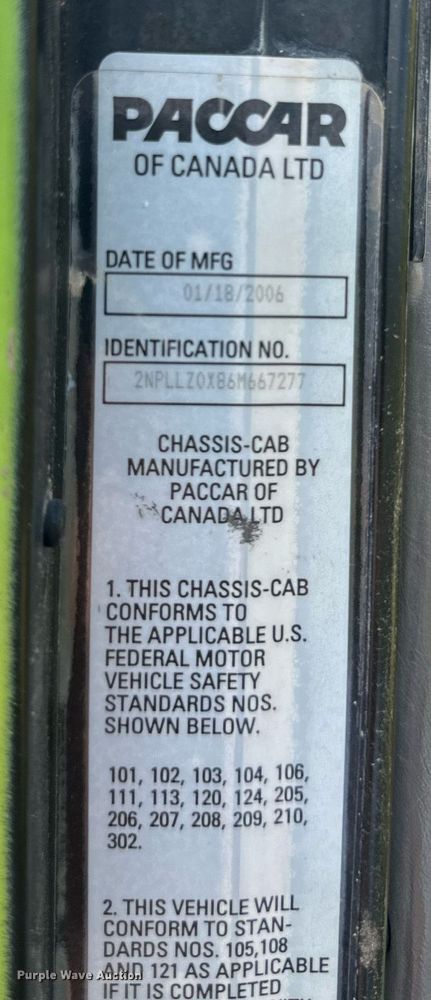 PACCAR
OF CANADA LTD
DATE OF MFG
01/18/2006
IDENTIFICATION NO.
2NPLLZ0X86M667277
CHASSIS-CAB
MANUFACTURED BY
PACCAR OF
CANADA LTD
1. THIS CHASSIS-CAB
CONFORMS TO
THE APPLICABLE U.S.
FEDERAL MOTOR
VEHICLE SAFETY
STANDARDS NOS.
SHOWN BELOW.
101, 102, 103, 104, 106,
111, 113, 120, 124, 205,
206, 207, 208, 209, 210,
302.
2. THIS VEHICLE WILL
CONFORM TO STAN-
DARDS NOS. 105,108
AND 121 AS APPLICABLE
IF IT IS COMPLETED
Purple Wave Auction